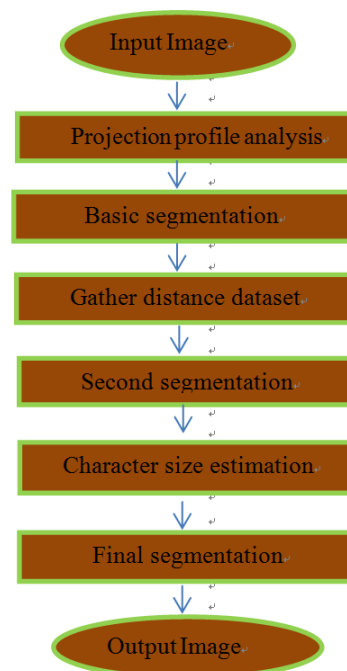 Input Image
Projection profile analysis
Basic segmentation
Gather distance dataset
Second segmentation
Character size estimation
Final segmentation
Output Image